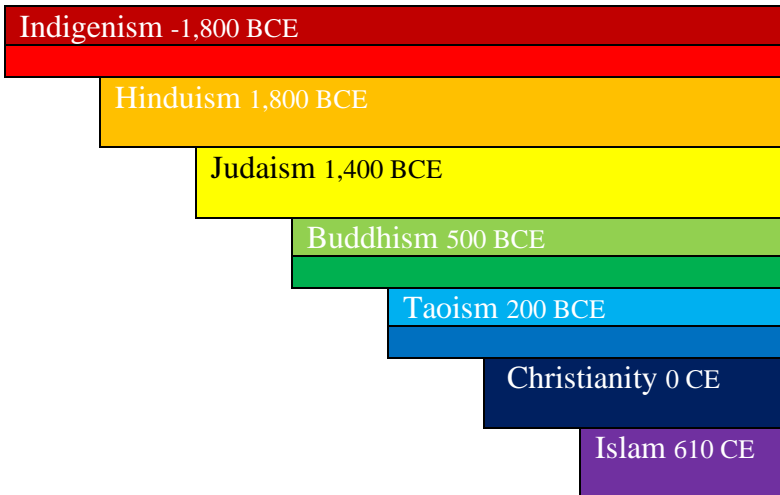 Indigenism -1,800 BCE
Hinduism 1,800 BCE
Judaism 1,400 BCE
Buddhism 500 BCE
Taoism 200 BCE
Christianity 0 CE
Islam 610 CE